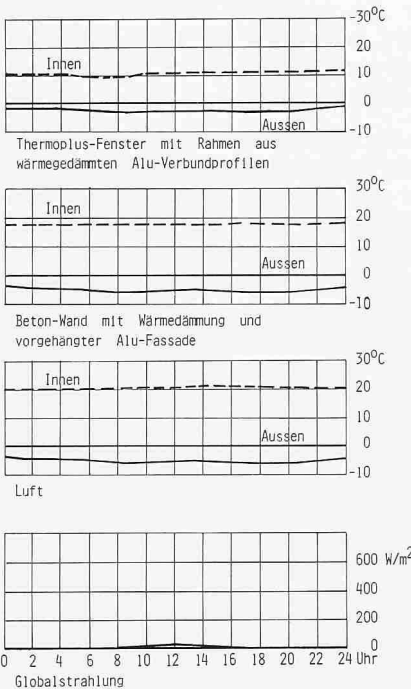 30°C
Innen
20
10
0
Aussen
-10
Thermoplus-Fenster mit Rahmen aus
wärmegedämmten Alu-Verbundprofilen
30°C
Innen
20
10
Aussen
0
-10
Beton-Wand mit Wärmedämmung und
vorgehängter Alu-Fassade
30°C
Innen
20
10
Aussen
0
-10
Luft
600 W/m²
400
200
0
0 2 4 6 8 10 12 14 16 18 20 22 24 Uhr
Globalstrahlung